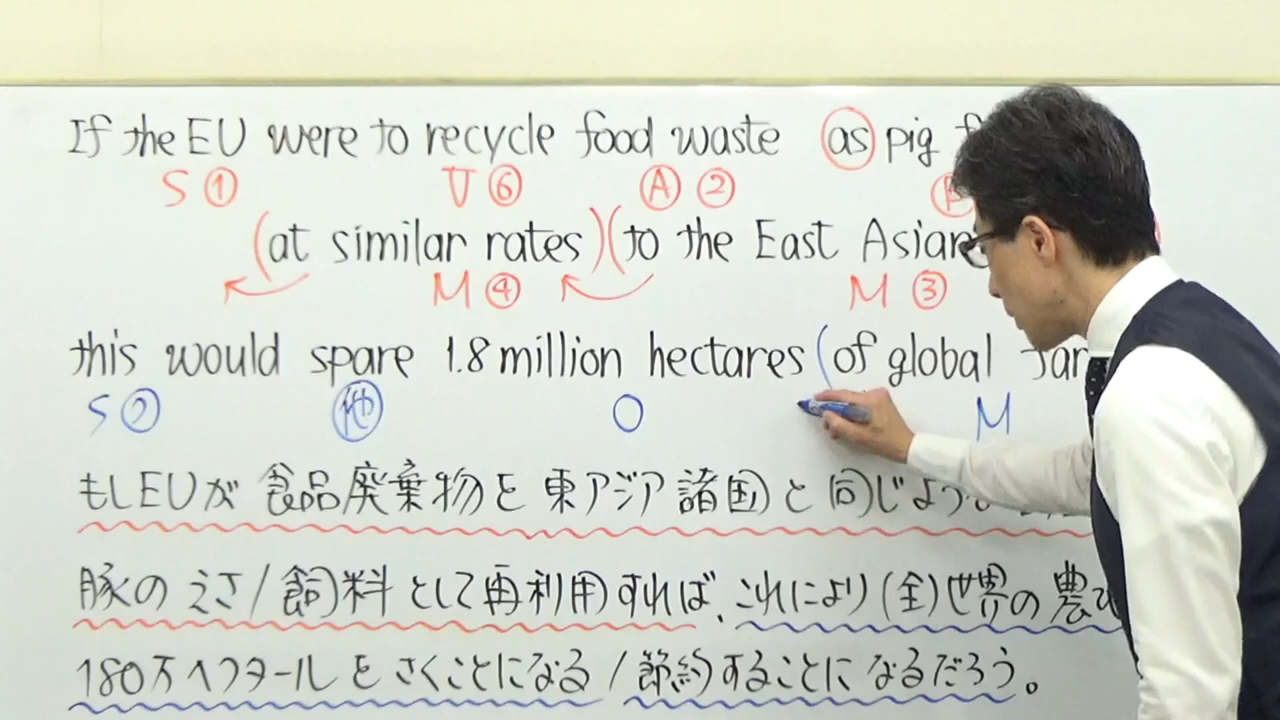 If the EU were to recycle food waste as pig
S ① V ⑥ A ② B
(at similar rates)(to the East Asian
M ④ M ③
this would spare 1.8 million hectares (of global far
S ⑦ 他 O M
もしEUが 食品廃棄物を東アジア諸国と同じよう
豚のえさ/飼料として再利用すれば、これにより(全)世界の農
180万ヘクタールをさくことになる/節約することになるだろう。